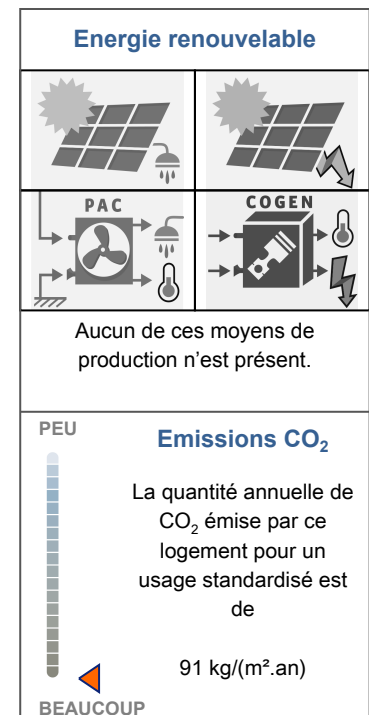 Energie renouvelable
PAC
COGEN
Aucun de ces moyens de
production n'est présent.
PEU
Emissions CO₂
La quantité annuelle de
CO₂ émise par ce
logement pour un
usage standardisé est
de
91 kg/(m².an)
BEAUCOUP